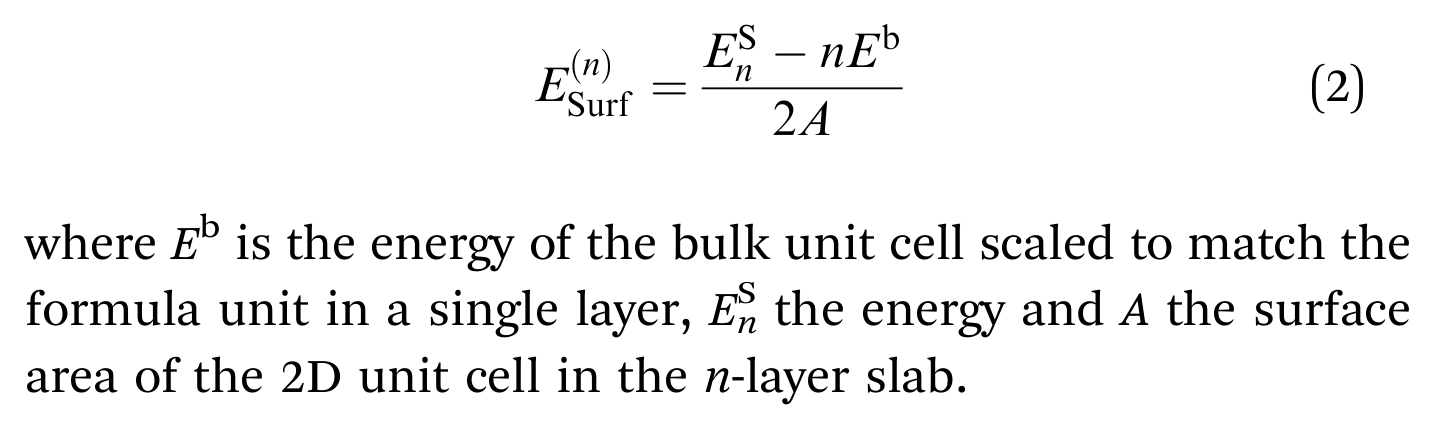 E_Surf^(n) = (E_n^S − nE^b) / 2A (2)
where E^b is the energy of the bulk unit cell scaled to match the
formula unit in a single layer, E_n^S the energy and A the surface
area of the 2D unit cell in the n-layer slab.